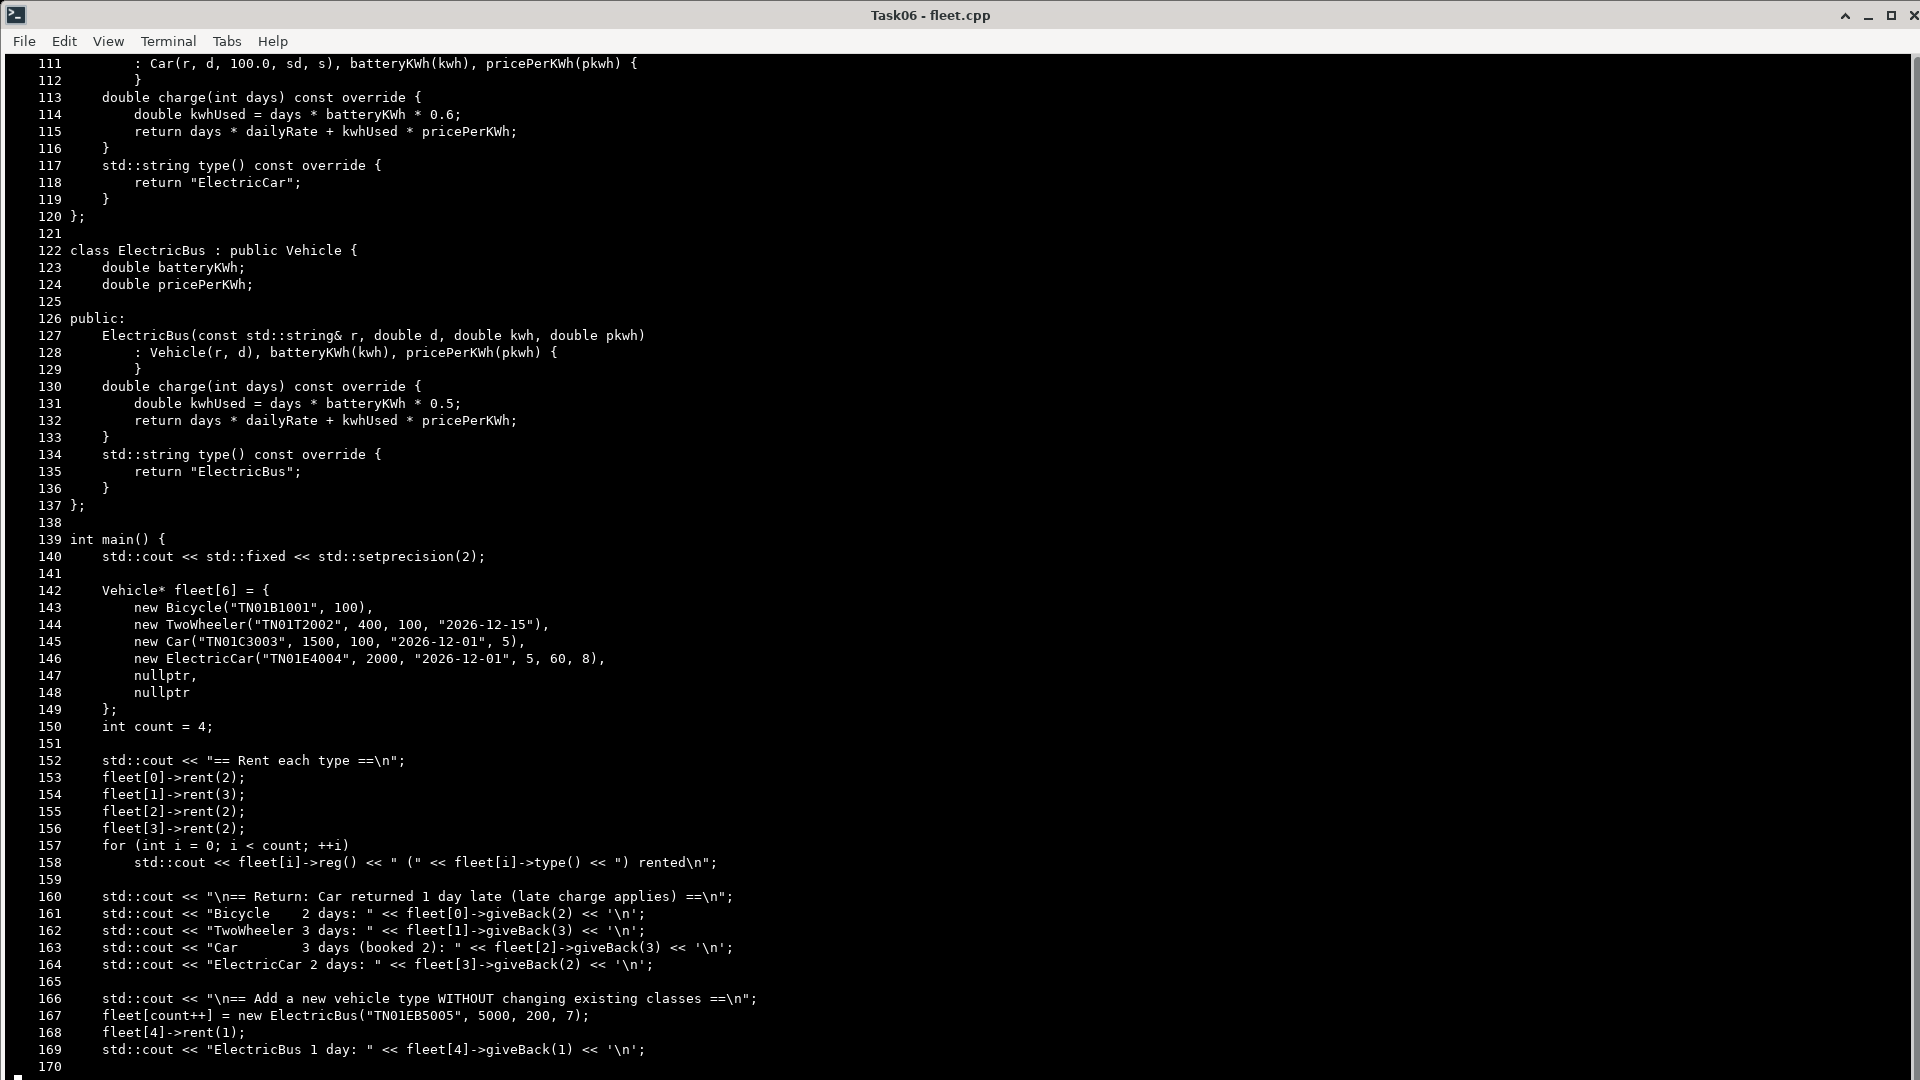 Task06 - fleet.cpp
File Edit View Terminal Tabs Help
111         : Car(r, d, 100.0, sd, s), batteryKWh(kwh), pricePerKWh(pkwh) {
112         }
113     double charge(int days) const override {
114         double kwhUsed = days * batteryKWh * 0.6;
115         return days * dailyRate + kwhUsed * pricePerKWh;
116     }
117     std::string type() const override {
118         return "ElectricCar";
119     }
120 };
121
122 class ElectricBus : public Vehicle {
123     double batteryKWh;
124     double pricePerKWh;
125
126 public:
127     ElectricBus(const std::string& r, double d, double kwh, double pkwh)
128         : Vehicle(r, d), batteryKWh(kwh), pricePerKWh(pkwh) {
129         }
130     double charge(int days) const override {
131         double kwhUsed = days * batteryKWh * 0.5;
132         return days * dailyRate + kwhUsed * pricePerKWh;
133     }
134     std::string type() const override {
135         return "ElectricBus";
136     }
137 };
138
139 int main() {
140     std::cout << std::fixed << std::setprecision(2);
141
142     Vehicle* fleet[6] = {
143         new Bicycle("TN01B1001", 100),
144         new TwoWheeler("TN01T2002", 400, 100, "2026-12-15"),
145         new Car("TN01C3003", 1500, 100, "2026-12-01", 5),
146         new ElectricCar("TN01E4004", 2000, "2026-12-01", 5, 60, 8),
147         nullptr,
148         nullptr
149     };
150     int count = 4;
151
152     std::cout << "== Rent each type ==\n";
153     fleet[0]->rent(2);
154     fleet[1]->rent(3);
155     fleet[2]->rent(2);
156     fleet[3]->rent(2);
157     for (int i = 0; i < count; ++i)
158         std::cout << fleet[i]->reg() << " (" << fleet[i]->type() << ") rented\n";
159
160     std::cout << "\n== Return: Car returned 1 day late (late charge applies) ==\n";
161     std::cout << "Bicycle    2 days: " << fleet[0]->giveBack(2) << '\n';
162     std::cout << "TwoWheeler 3 days: " << fleet[1]->giveBack(3) << '\n';
163     std::cout << "Car        3 days (booked 2): " << fleet[2]->giveBack(3) << '\n';
164     std::cout << "ElectricCar 2 days: " << fleet[3]->giveBack(2) << '\n';
165
166     std::cout << "\n== Add a new vehicle type WITHOUT changing existing classes ==\n";
167     fleet[count++] = new ElectricBus("TN01EB5005", 5000, 200, 7);
168     fleet[4]->rent(1);
169     std::cout << "ElectricBus 1 day: " << fleet[4]->giveBack(1) << '\n';
170